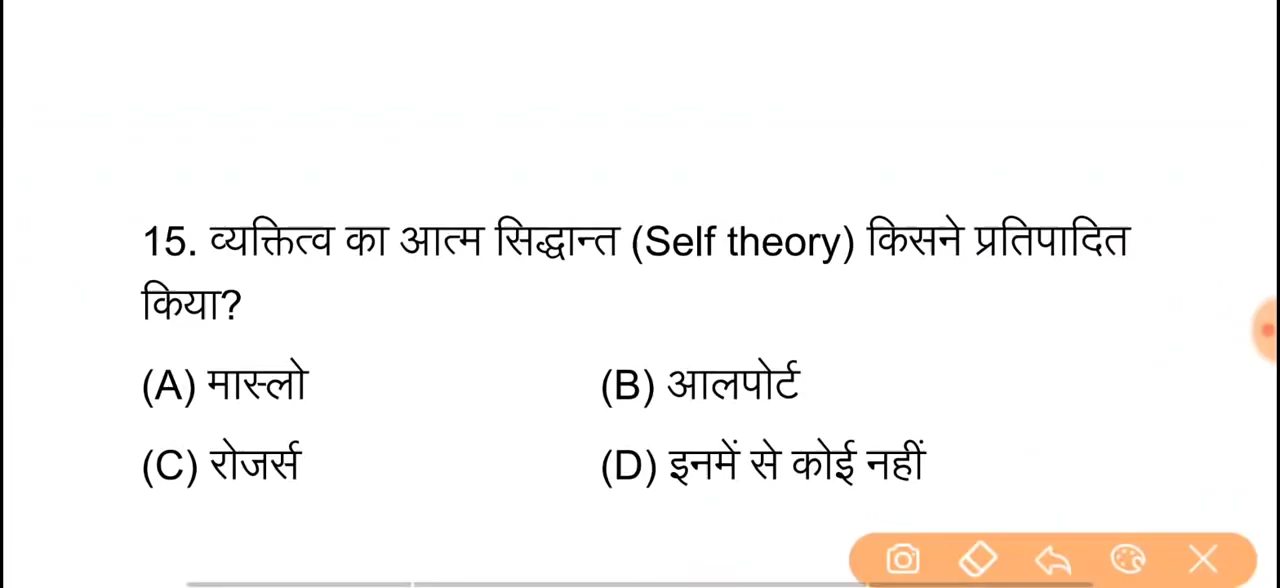 15. व्यक्तित्व का आत्म सिद्धान्त (Self theory) किसने प्रतिपादित
किया?
(A) मास्लो (B) आलपोर्ट
(C) रोजर्स (D) इनमें से कोई नहीं